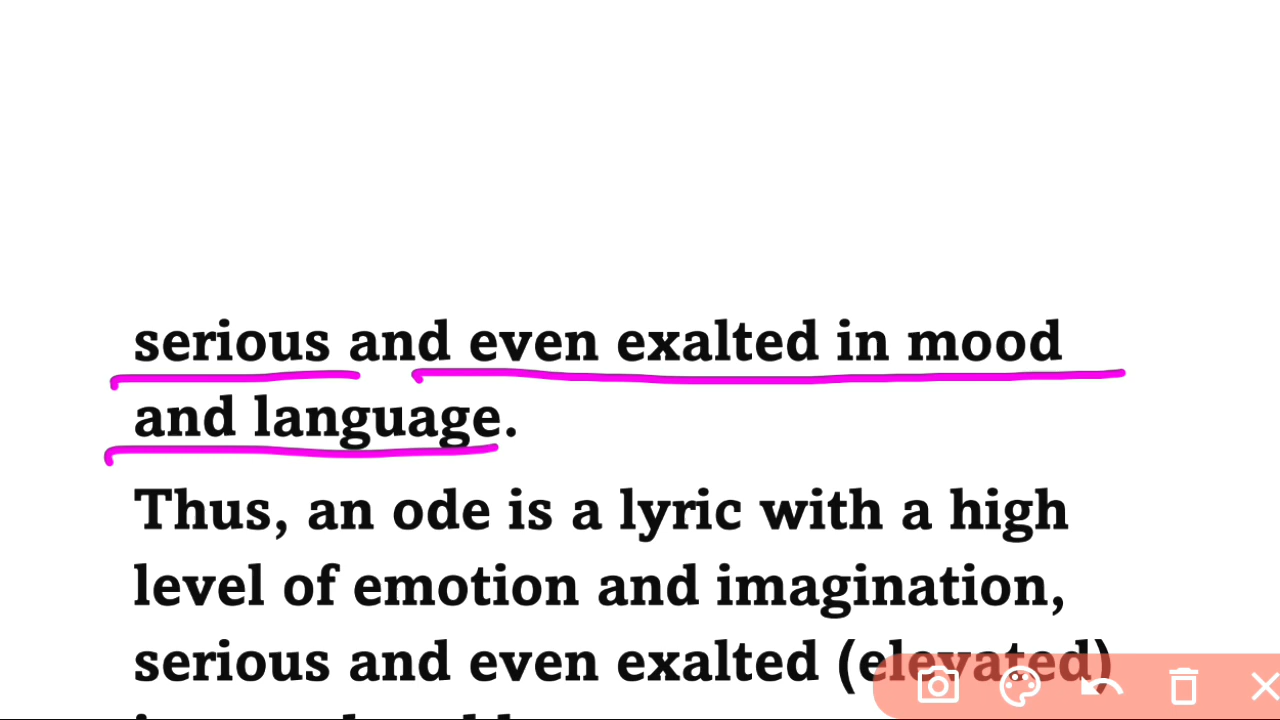 serious and even exalted in mood
and language.
Thus, an ode is a lyric with a high
level of emotion and imagination,
serious and even exalted (elevated)